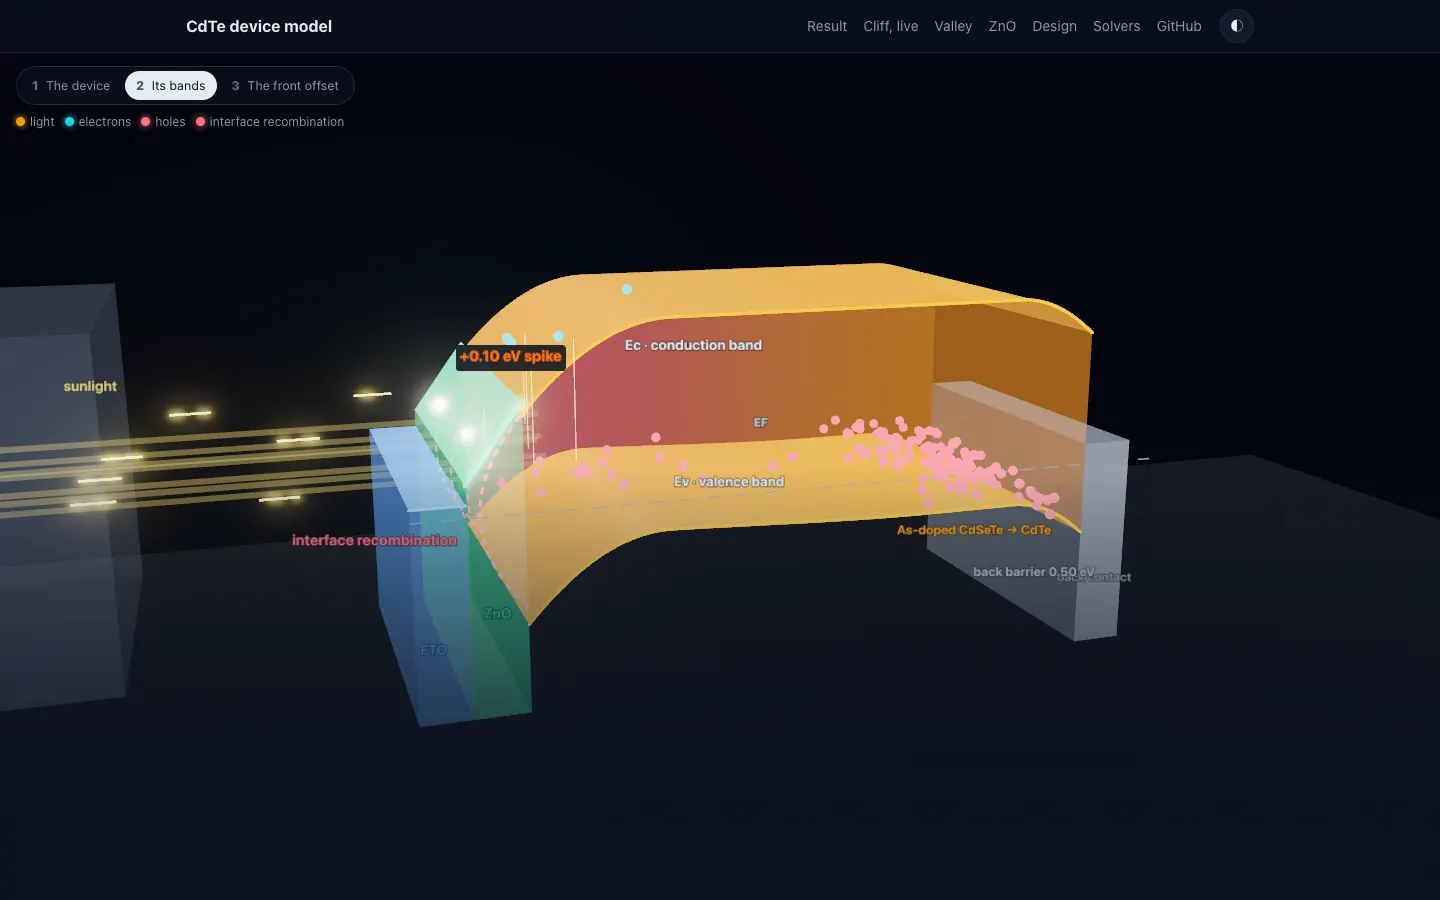 CdTe device model
Result Cliff, live Valley ZnO Design Solvers GitHub
1 The device 2 Its bands 3 The front offset
light electrons holes interface recombination
+0.10 eV spike
Ec · conduction band
sunlight
EF
Ev · valence band
As-doped CdSeTe → CdTe
interface recombination
back barrier 0.50 eV
back contact
ZnO
FTO